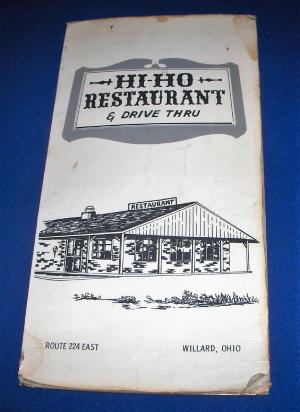 HI-HO
RESTAURANT
& DRIVE THRU
RESTAURANT
ROUTE 224 EAST WILLARD, OHIO